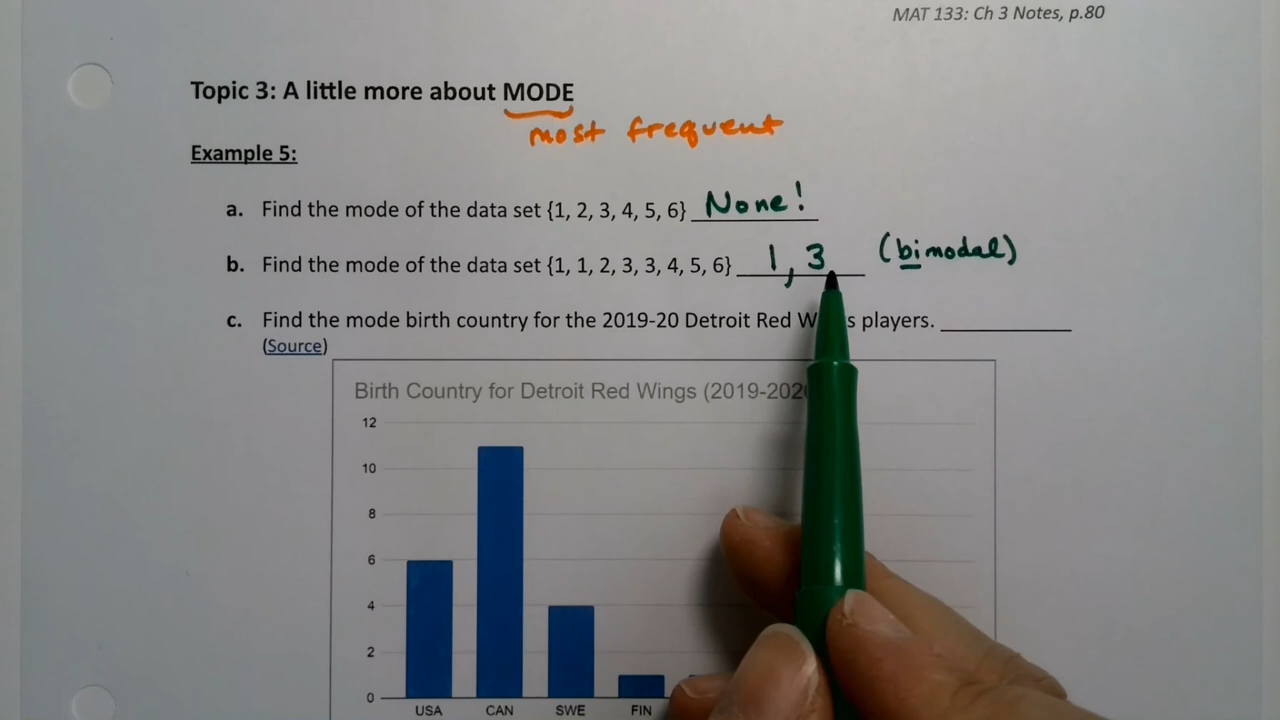 MAT 133: Ch 3 Notes, p.80
Topic 3: A little more about MODE
most frequent
Example 5:
a. Find the mode of the data set {1, 2, 3, 4, 5, 6} None!
b. Find the mode of the data set {1, 1, 2, 3, 3, 4, 5, 6} 1, 3 (bimodal)
c. Find the mode birth country for the 2019-20 Detroit Red W s players.
(Source)
Birth Country for Detroit Red Wings (2019-202
12
10
8
6
4
2
0
USA CAN SWE FIN